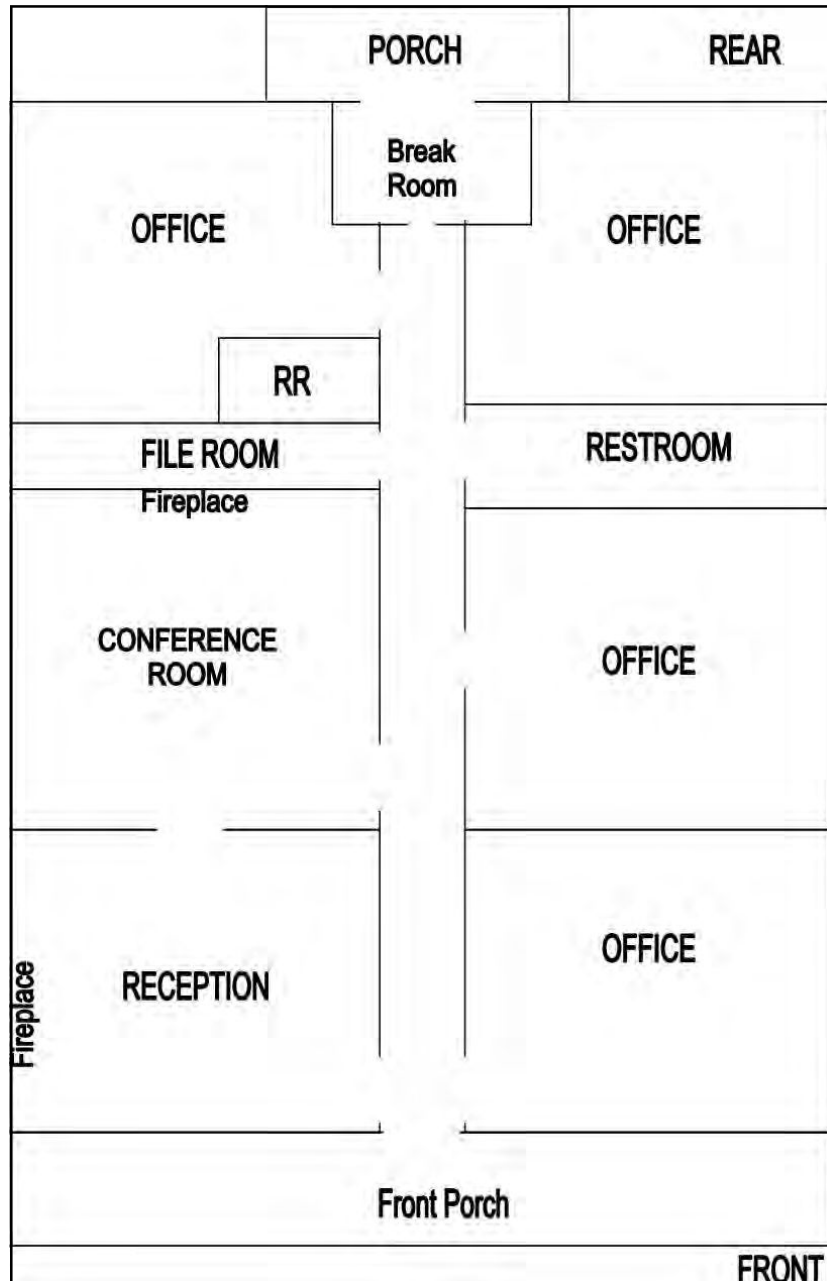 PORCH
REAR
Break
Room
OFFICE
OFFICE
RR
FILE ROOM
RESTROOM
Fireplace
CONFERENCE
ROOM
OFFICE
OFFICE
RECEPTION
Fireplace
Front Porch
FRONT